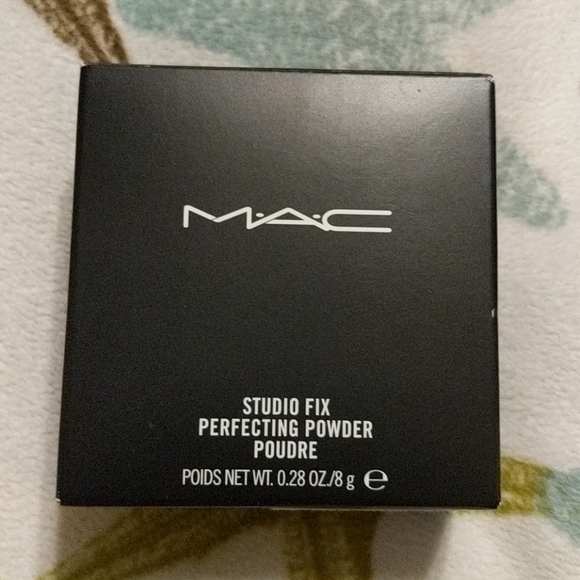 M·A·C
STUDIO FIX
PERFECTING POWDER
POUDRE
POIDS NET WT. 0.28 OZ./8 g ℮